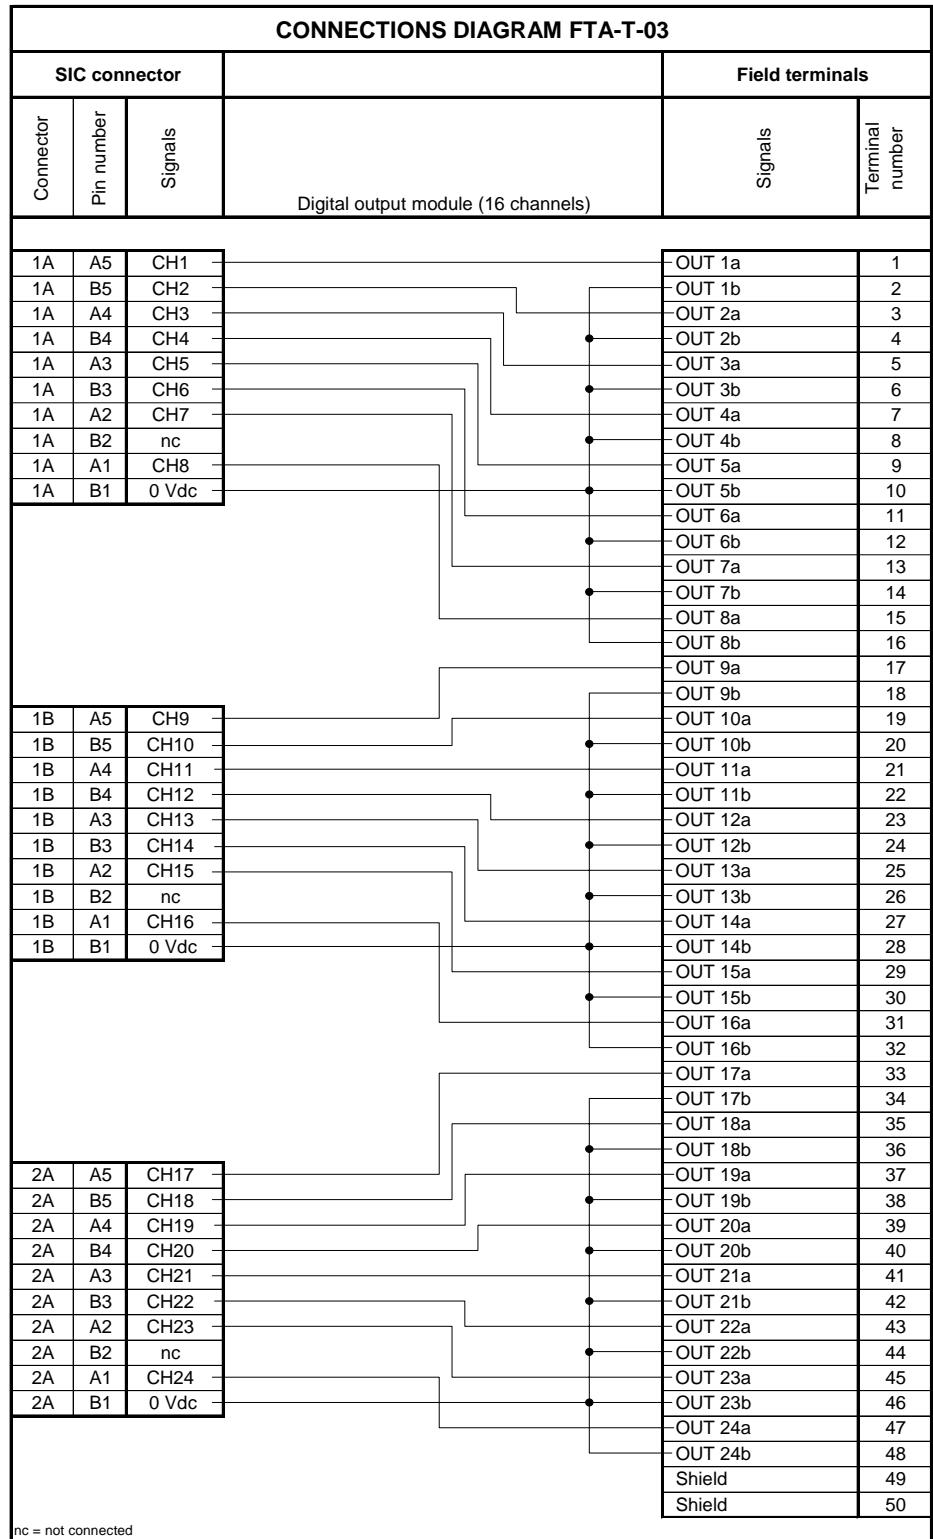 CONNECTIONS DIAGRAM FTA-T-03
SIC connector Field terminals
Connector Pin number Signals Digital output module (16 channels) Signals Terminal number
1A A5 CH1 OUT 1a 1
1A B5 CH2 OUT 1b 2
1A A4 CH3 OUT 2a 3
1A B4 CH4 OUT 2b 4
1A A3 CH5 OUT 3a 5
1A B3 CH6 OUT 3b 6
1A A2 CH7 OUT 4a 7
1A B2 nc OUT 4b 8
1A A1 CH8 OUT 5a 9
1A B1 0 Vdc OUT 5b 10
OUT 6a 11
OUT 6b 12
OUT 7a 13
OUT 7b 14
OUT 8a 15
OUT 8b 16
OUT 9a 17
OUT 9b 18
1B A5 CH9 OUT 10a 19
1B B5 CH10 OUT 10b 20
1B A4 CH11 OUT 11a 21
1B B4 CH12 OUT 11b 22
1B A3 CH13 OUT 12a 23
1B B3 CH14 OUT 12b 24
1B A2 CH15 OUT 13a 25
1B B2 nc OUT 13b 26
1B A1 CH16 OUT 14a 27
1B B1 0 Vdc OUT 14b 28
OUT 15a 29
OUT 15b 30
OUT 16a 31
OUT 16b 32
OUT 17a 33
OUT 17b 34
OUT 18a 35
OUT 18b 36
2A A5 CH17 OUT 19a 37
2A B5 CH18 OUT 19b 38
2A A4 CH19 OUT 20a 39
2A B4 CH20 OUT 20b 40
2A A3 CH21 OUT 21a 41
2A B3 CH22 OUT 21b 42
2A A2 CH23 OUT 22a 43
2A B2 nc OUT 22b 44
2A A1 CH24 OUT 23a 45
2A B1 0 Vdc OUT 23b 46
OUT 24a 47
OUT 24b 48
Shield 49
Shield 50
nc = not connected